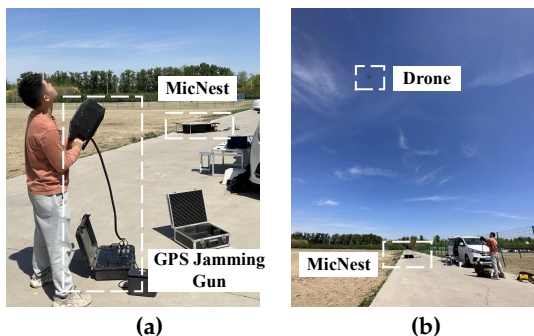 MicNest
GPS Jamming
Gun
(a)
Drone
MicNest
(b)